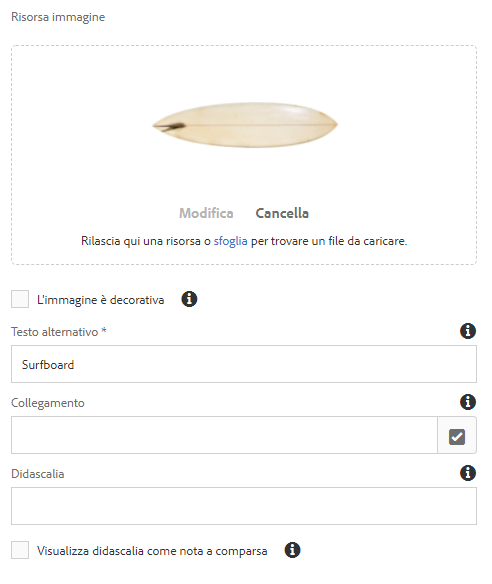 Risorsa immagine
Modifica Cancella
Rilascia qui una risorsa o sfoglia per trovare un file da caricare.
L'immagine è decorativa
Testo alternativo *
Surfboard
Collegamento
Didascalia
Visualizza didascalia come nota a comparsa